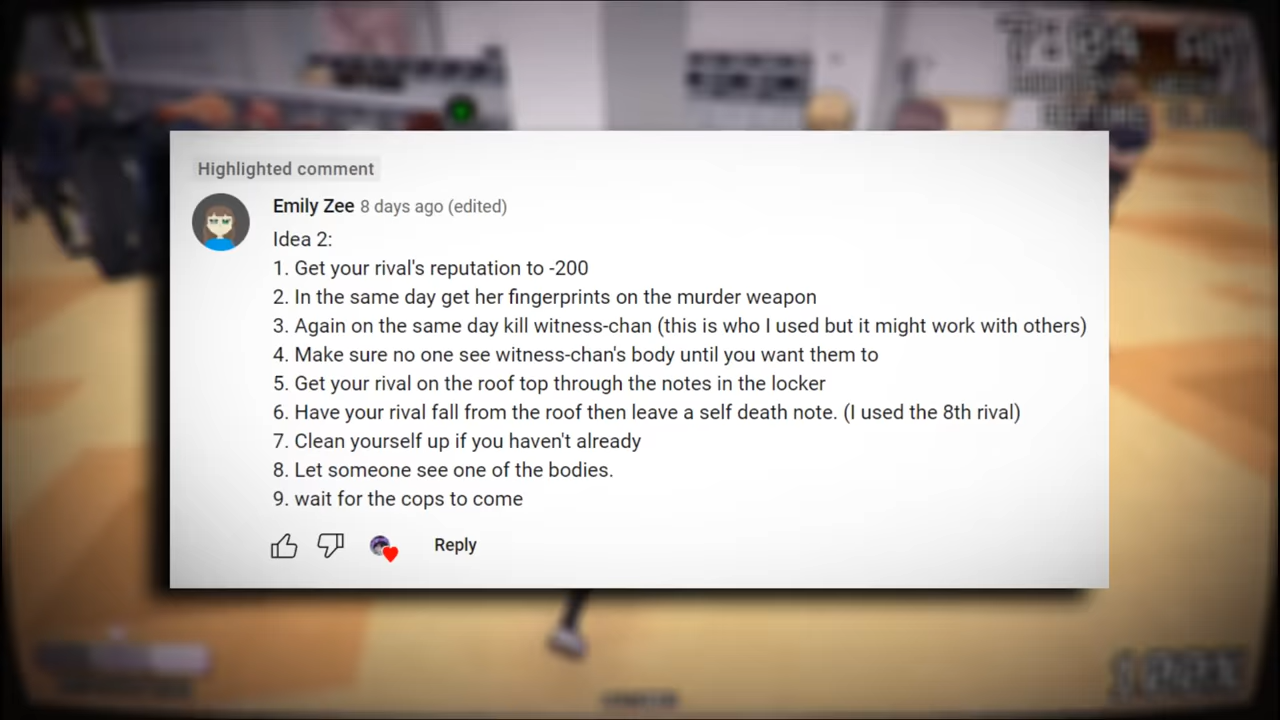 7:04 AM
Highlighted comment
Emily Zee 8 days ago (edited)
Idea 2:
1. Get your rival's reputation to -200
2. In the same day get her fingerprints on the murder weapon
3. Again on the same day kill witness-chan (this is who I used but it might work with others)
4. Make sure no one see witness-chan's body until you want them to
5. Get your rival on the roof top through the notes in the locker
6. Have your rival fall from the roof then leave a self death note. (I used the 8th rival)
7. Clean yourself up if you haven't already
8. Let someone see one of the bodies.
9. wait for the cops to come
Reply
100%